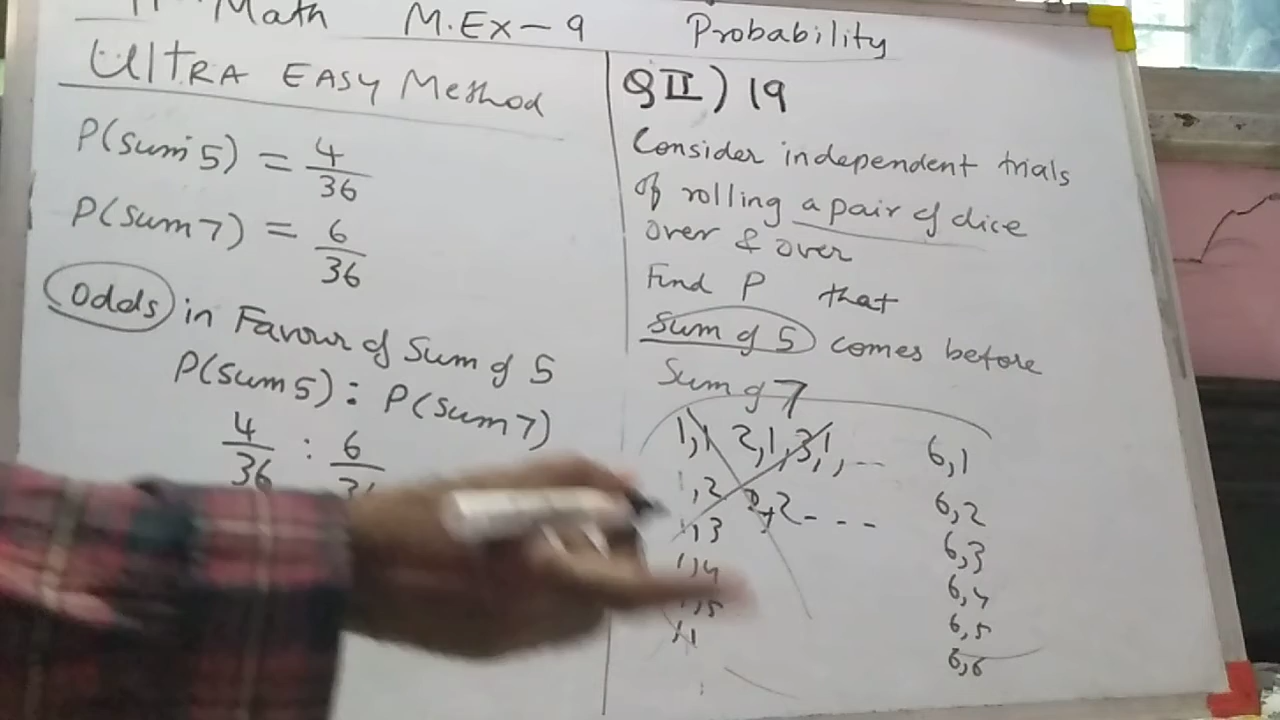 Math M.Ex-9 Probability
ULTRA EASY Method
P(sum 5) = 4/36
P(sum 7) = 6/36
Odds in Favour of Sum of 5
P(sum 5) : P(sum 7)
4/36 : 6/
Q II) 19
Consider independent trials
of rolling a pair of dice
over & over
Find P that
Sum of 5 comes before
Sum of 7
1,1 2,1, 3,1, ... 6,1
1,2 2,2 - - - 6,2
1,3 6,3
1,4 6,4
1,5 6,5
6,6